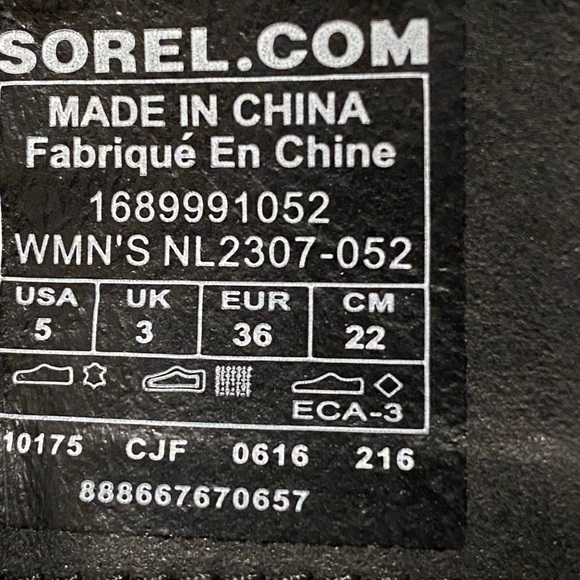 SOREL.COM
MADE IN CHINA
Fabriqué En Chine
1689991052
WMN'S NL2307-052
USA UK EUR CM
5 3 36 22
ECA-3
10175 CJF 0616 216
888667670657